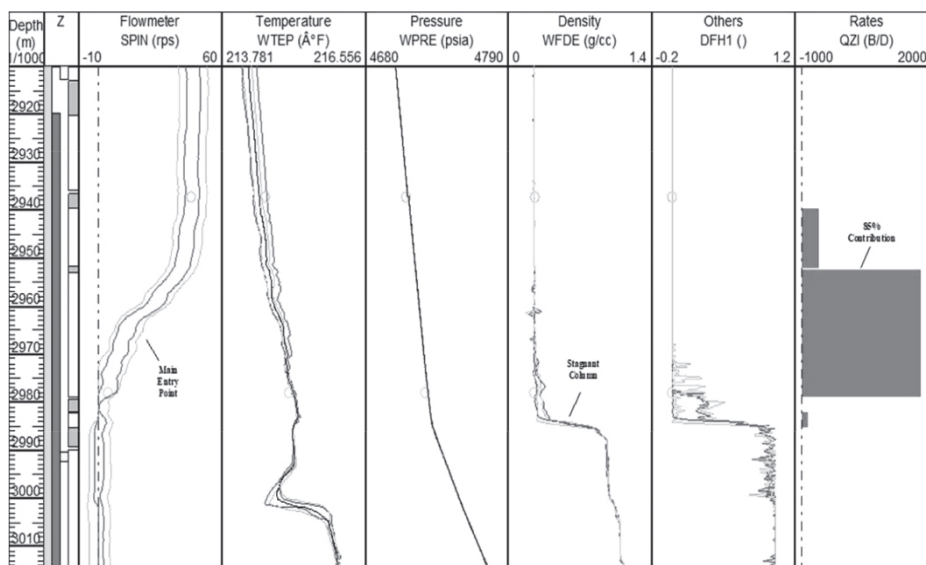 Depth
(m)
1/1000
Z
Flowmeter
SPIN (rps)
-10 60
Temperature
WTEP (Â°F)
213.781 216.556
Pressure
WPRE (psia)
4680 4790
Density
WFDE (g/cc)
0 1.4
Others
DFH1 ()
-0.2 1.2
Rates
QZI (B/D)
-1000 2000
2920
2930
2940
2950
2960
2970
2980
2990
3000
3010
Main
Entry
Point
Stagnant
Column
85%
Contribution